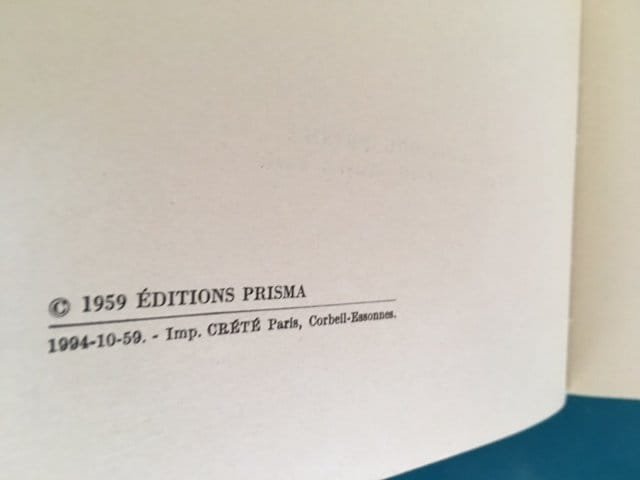 © 1959 ÉDITIONS PRISMA
1994-10-59. - Imp. CRÉTÉ Paris, Corbeil-Essonnes.